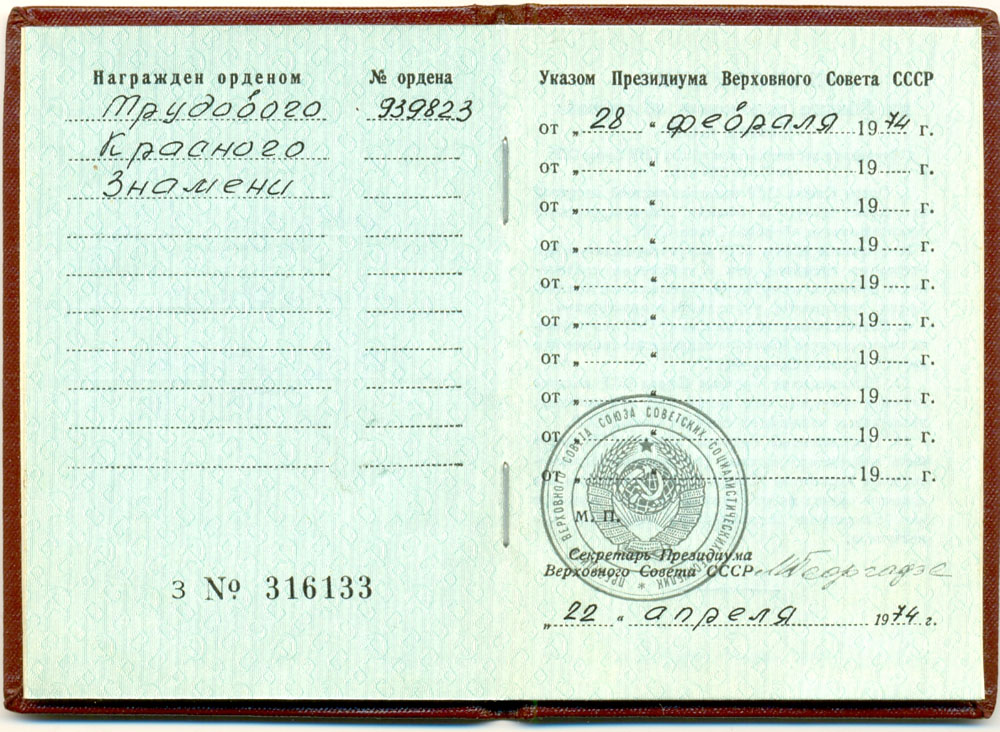 Награжден орденом
Трудового
Красного
Знамени
№ ордена
939823
З № 316133
Указом Президиума Верховного Совета СССР
от „ 28 “ февраля 1974 г.
от „ “ 19 г.
от „ “ 19 г.
от „ “ 19 г.
от „ “ 19 г.
от „ “ 19 г.
от „ “ 19 г.
от „ “ 19 г.
от „ “ 19 г.
от „ “ 19 г.
ПРЕЗИДИУМ ВЕРХОВНОГО СОВЕТА СОЮЗА СОВЕТСКИХ СОЦИАЛИСТИЧЕСКИХ РЕСПУБЛИК
М. П.
Секретарь Президиума
Верховного Совета СССР МГеоргадзе
„ 22 “ апреля 1974 г.